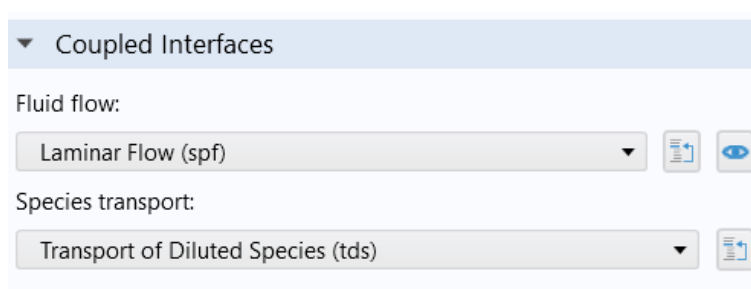 Coupled Interfaces
Fluid flow:
Laminar Flow (spf)
Species transport:
Transport of Diluted Species (tds)